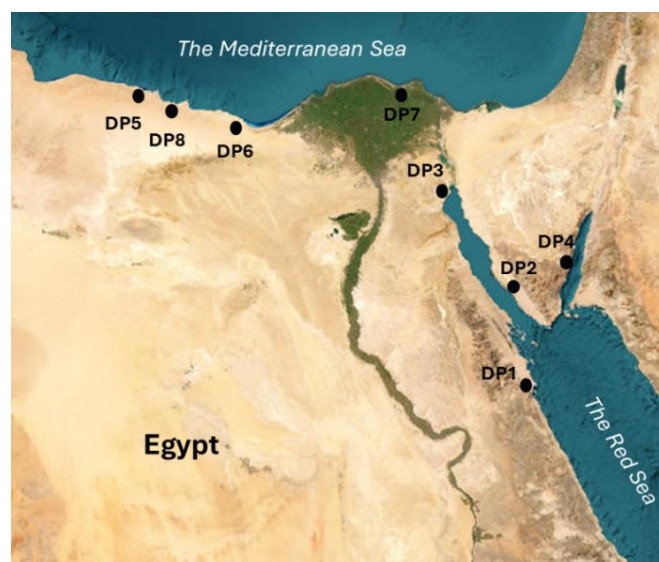 The Mediterranean Sea
DP5
DP8
DP6
DP7
DP3
DP4
DP2
DP1
Egypt
The Red Sea